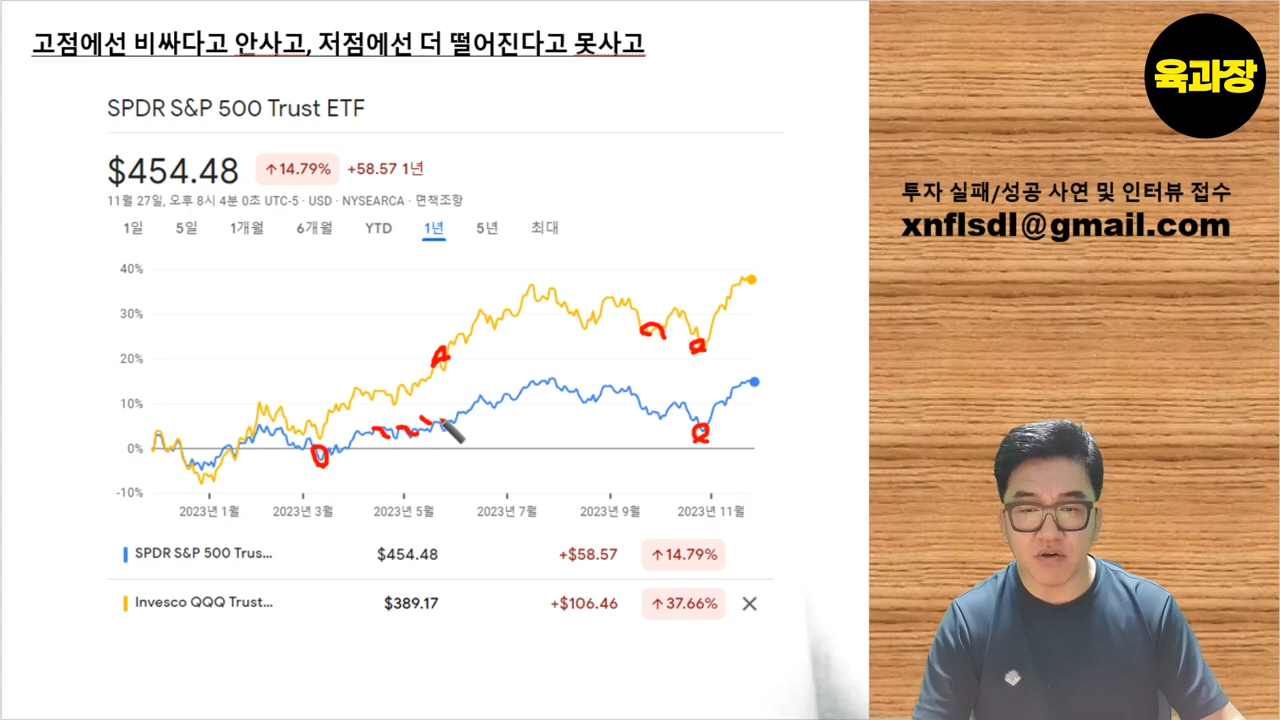 고점에선 비싸다고 안사고, 저점에선 더 떨어진다고 못사고
육과장
SPDR S&P 500 Trust ETF
$454.48 ↑14.79% +58.57 1년
11월 27일, 오후 8시 4분 0초 UTC-5 · USD · NYSEARCA · 면책조항
투자 실패/성공 사연 및 인터뷰 접수
xnflsdl@gmail.com
1일 5일 1개월 6개월 YTD 1년 5년 최대
40%
30%
20%
10%
0%
-10%
2023년 1월 2023년 3월 2023년 5월 2023년 7월 2023년 9월 2023년 11월
SPDR S&P 500 Trus... $454.48 +$58.57 ↑14.79%
Invesco QQQ Trust... $389.17 +$106.46 ↑37.66%